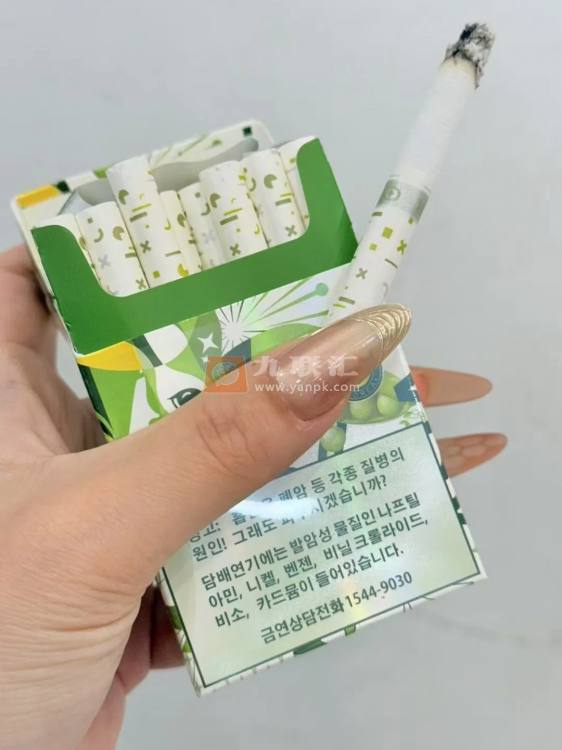 九联汇
www.yanpk.com
폐암 등 각종 질병의
원인! 그래도 피우시겠습니까?
담배연기에는 발암성 물질인 나프틸
아민, 니켈, 벤젠, 비닐 크롤라이드,
비소, 카드뮴이 들어있습니다.
금연상담전화 1544-9030